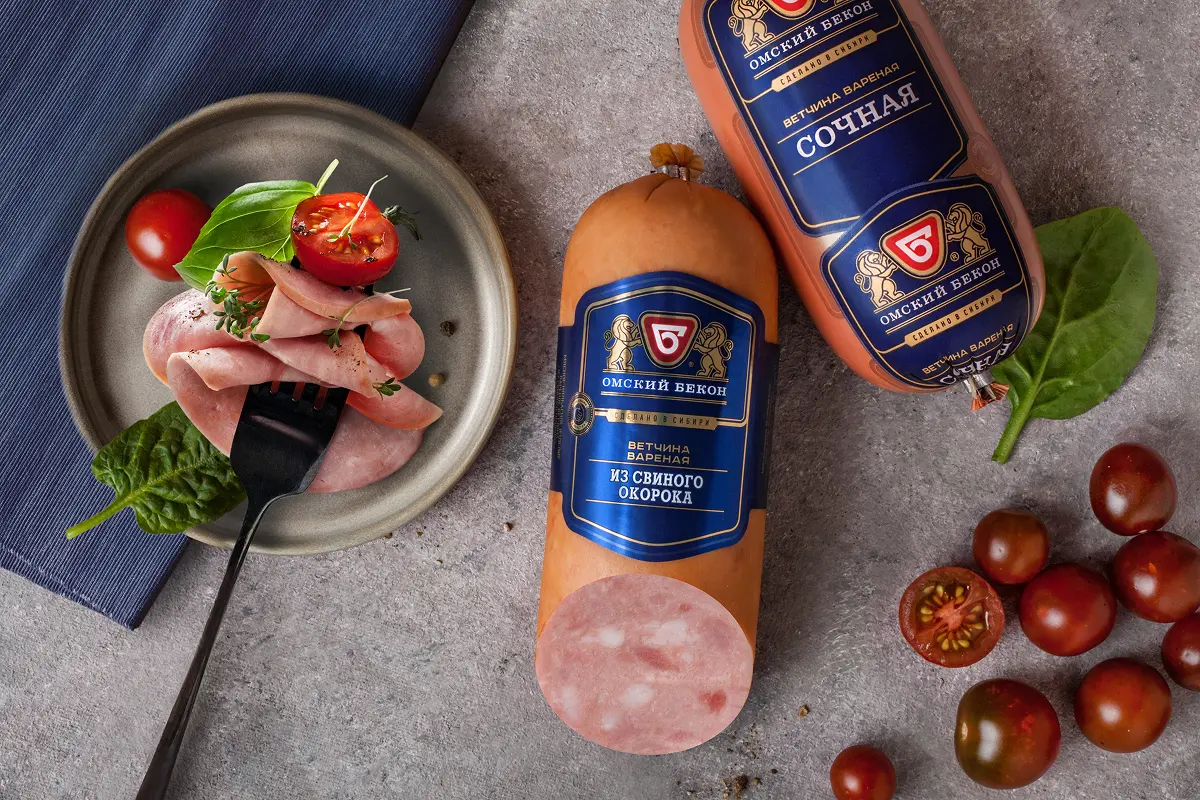 ОМСКИЙ БЕКОН
СДЕЛАНО В СИБИРИ
ВЕТЧИНА ВАРЕНАЯ
СОЧНАЯ
Б
ОМСКИЙ БЕКОН
СДЕЛАНО В СИБИРИ
ВЕТЧИНА ВАРЕНАЯ
СОЧНАЯ
Б
ОМСКИЙ БЕКОН
СДЕЛАНО В СИБИРИ
ВЕТЧИНА
ВАРЕНАЯ
ИЗ СВИНОГО
ОКОРОКА